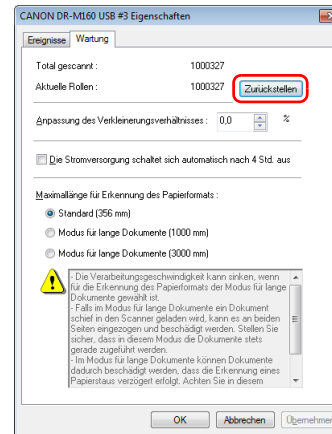 CANON DR-M160 USB #3 Eigenschaften
Ereignisse Wartung
Total gescannt : 1000327
Aktuelle Rollen : 1000327 Zurückstellen
Anpassung des Verkleinerungsverhältnisses : 0,0 %
Die Stromversorgung schaltet sich automatisch nach 4 Std. aus
Maximallänge für Erkennung des Papierformats :
Standard (356 mm)
Modus für lange Dokumente (1000 mm)
Modus für lange Dokumente (3000 mm)
- Die Verarbeitungsgeschwindigkeit kann sinken, wenn
für die Erkennung des Papierformats der Modus für lange
Dokumente gewählt ist.
- Falls im Modus für lange Dokumente ein Dokument
schief in den Scanner geladen wird, kann es an beiden
Seiten eingezogen und beschädigt werden. Stellen Sie
sicher, dass in diesem Modus die Dokumente stets
gerade zugeführt werden.
- Im Modus für lange Dokumente können Dokumente
dadurch beschädigt werden, dass die Erkennung eines
Papierstaus verzögert erfolgt. Achten Sie in diesem
OK Abbrechen Übernehmen